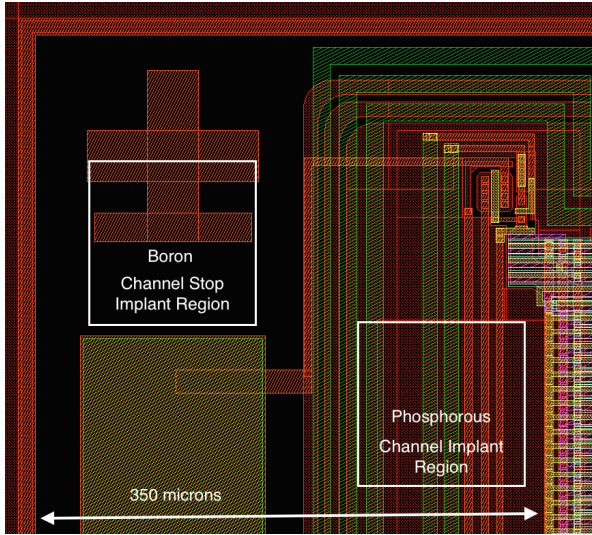 Boron
Channel Stop
Implant Region
Phosphorous
Channel Implant
Region
350 microns